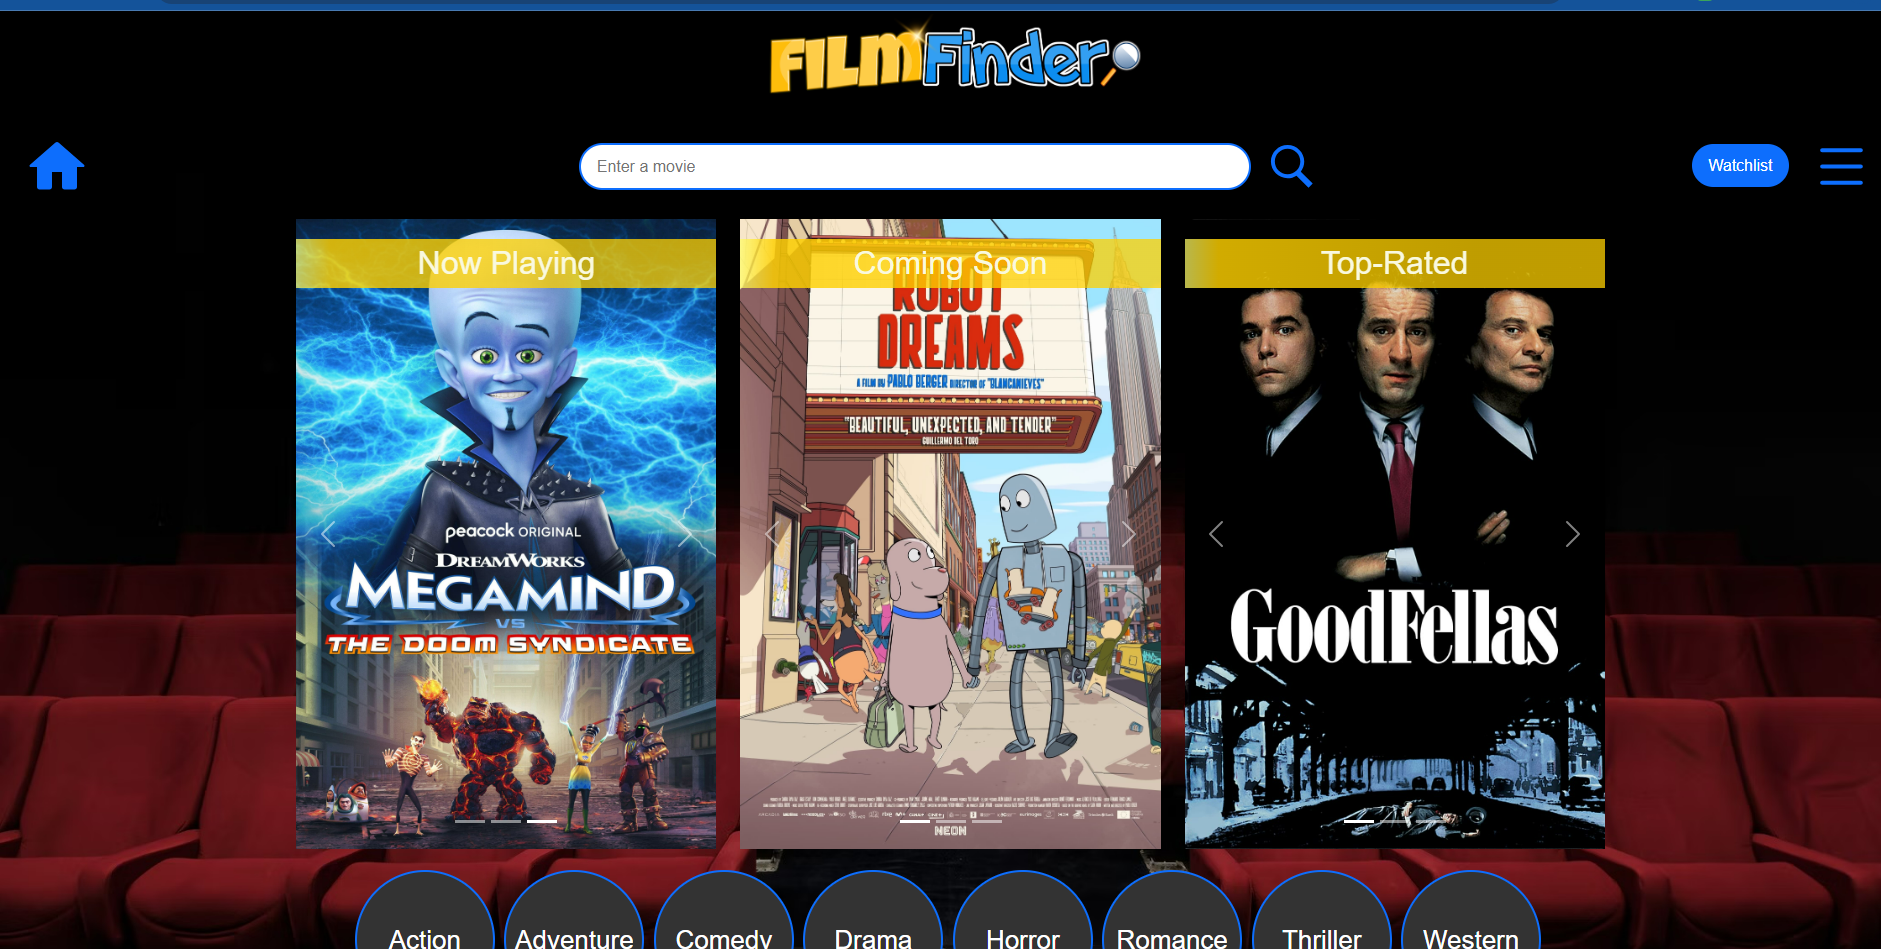 FILMFinder
Enter a movie
Watchlist
Now Playing
peacock ORIGINAL
DREAMWORKS
MEGAMIND
VS
THE DOOM SYNDICATE
Coming Soon
ROBOT
DREAMS
A FILM BY PABLO BERGER DIRECTOR OF "BLANCANIEVES"
"BEAUTIFUL, UNEXPECTED, AND TENDER"
GUILLERMO DEL TORO
NEON
Top-Rated
GOODFELLAS
Action
Adventure
Comedy
Drama
Horror
Romance
Thriller
Western